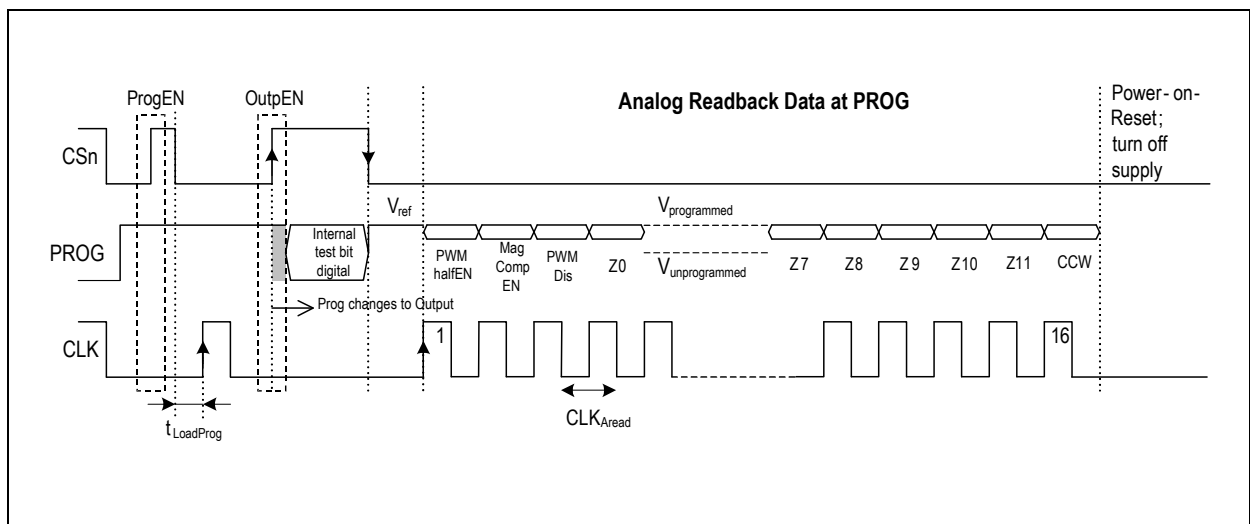 Analog Readback Data at PROG
Power- on-
Reset;
turn off
supply
ProgEN
OutpEN
CSn
Vref
Vprogrammed
PROG
Internal
test bit
digital
PWM
halfEN
Mag
Comp
EN
PWM
Dis
Z0
Vunprogrammed
Z7
Z8
Z 9
Z10
Z11
CCW
Prog changes to Output
CLK
1
16
CLKAread
t LoadProg